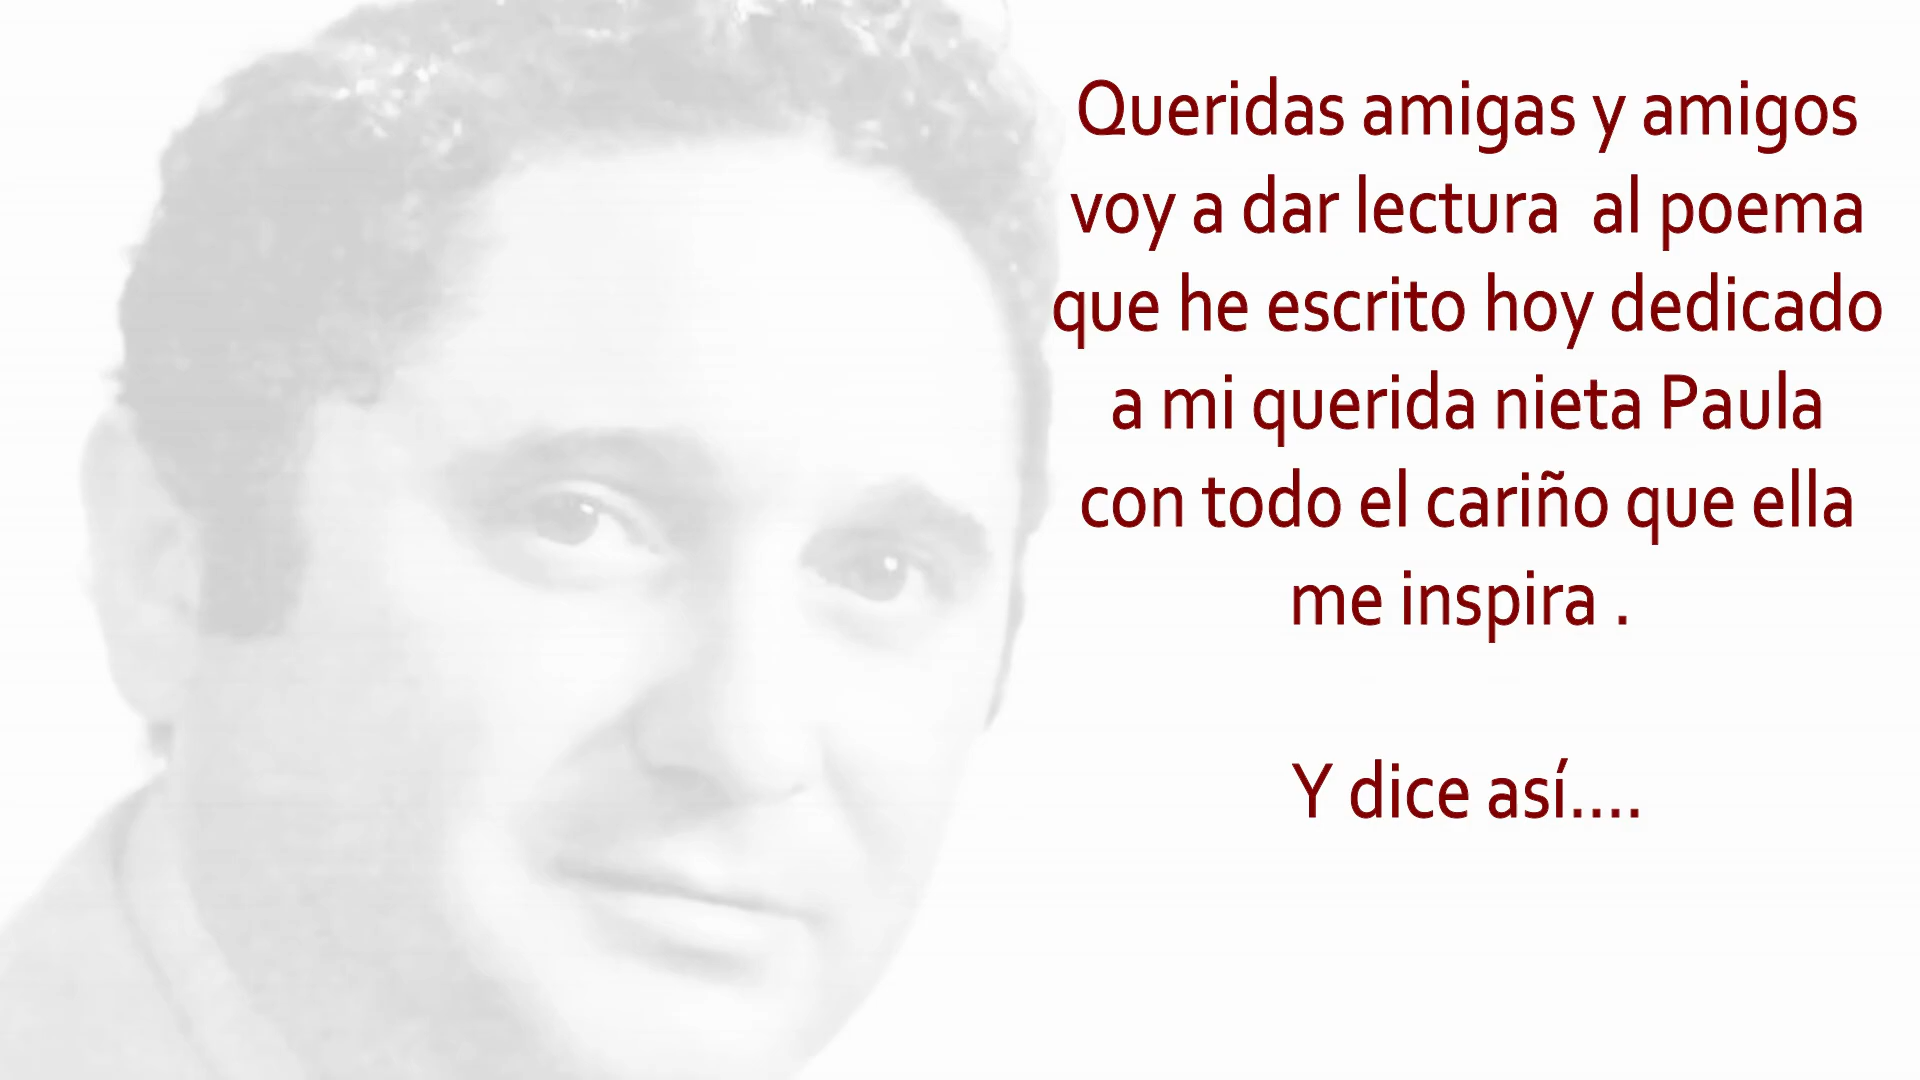 Queridas amigas y amigos
voy a dar lectura  al poema
que he escrito hoy dedicado
a mi querida nieta Paula
con todo el cariño que ella
me inspira .
Y dice así....